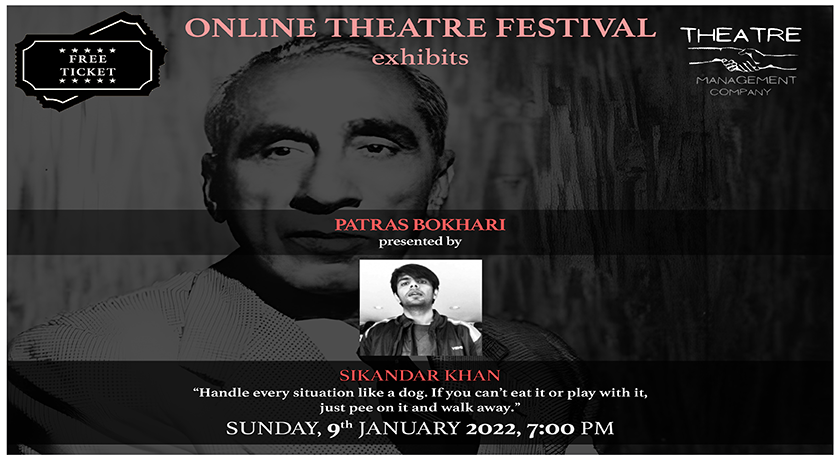 ONLINE THEATRE FESTIVAL
exhibits
FREE
TICKET
THEATRE
MANAGEMENT
COMPANY
PATRAS BOKHARI
presented by
SIKANDAR KHAN
“Handle every situation like a dog. If you can’t eat it or play with it,
just pee on it and walk away.”
SUNDAY, 9th JANUARY 2022, 7:00 PM